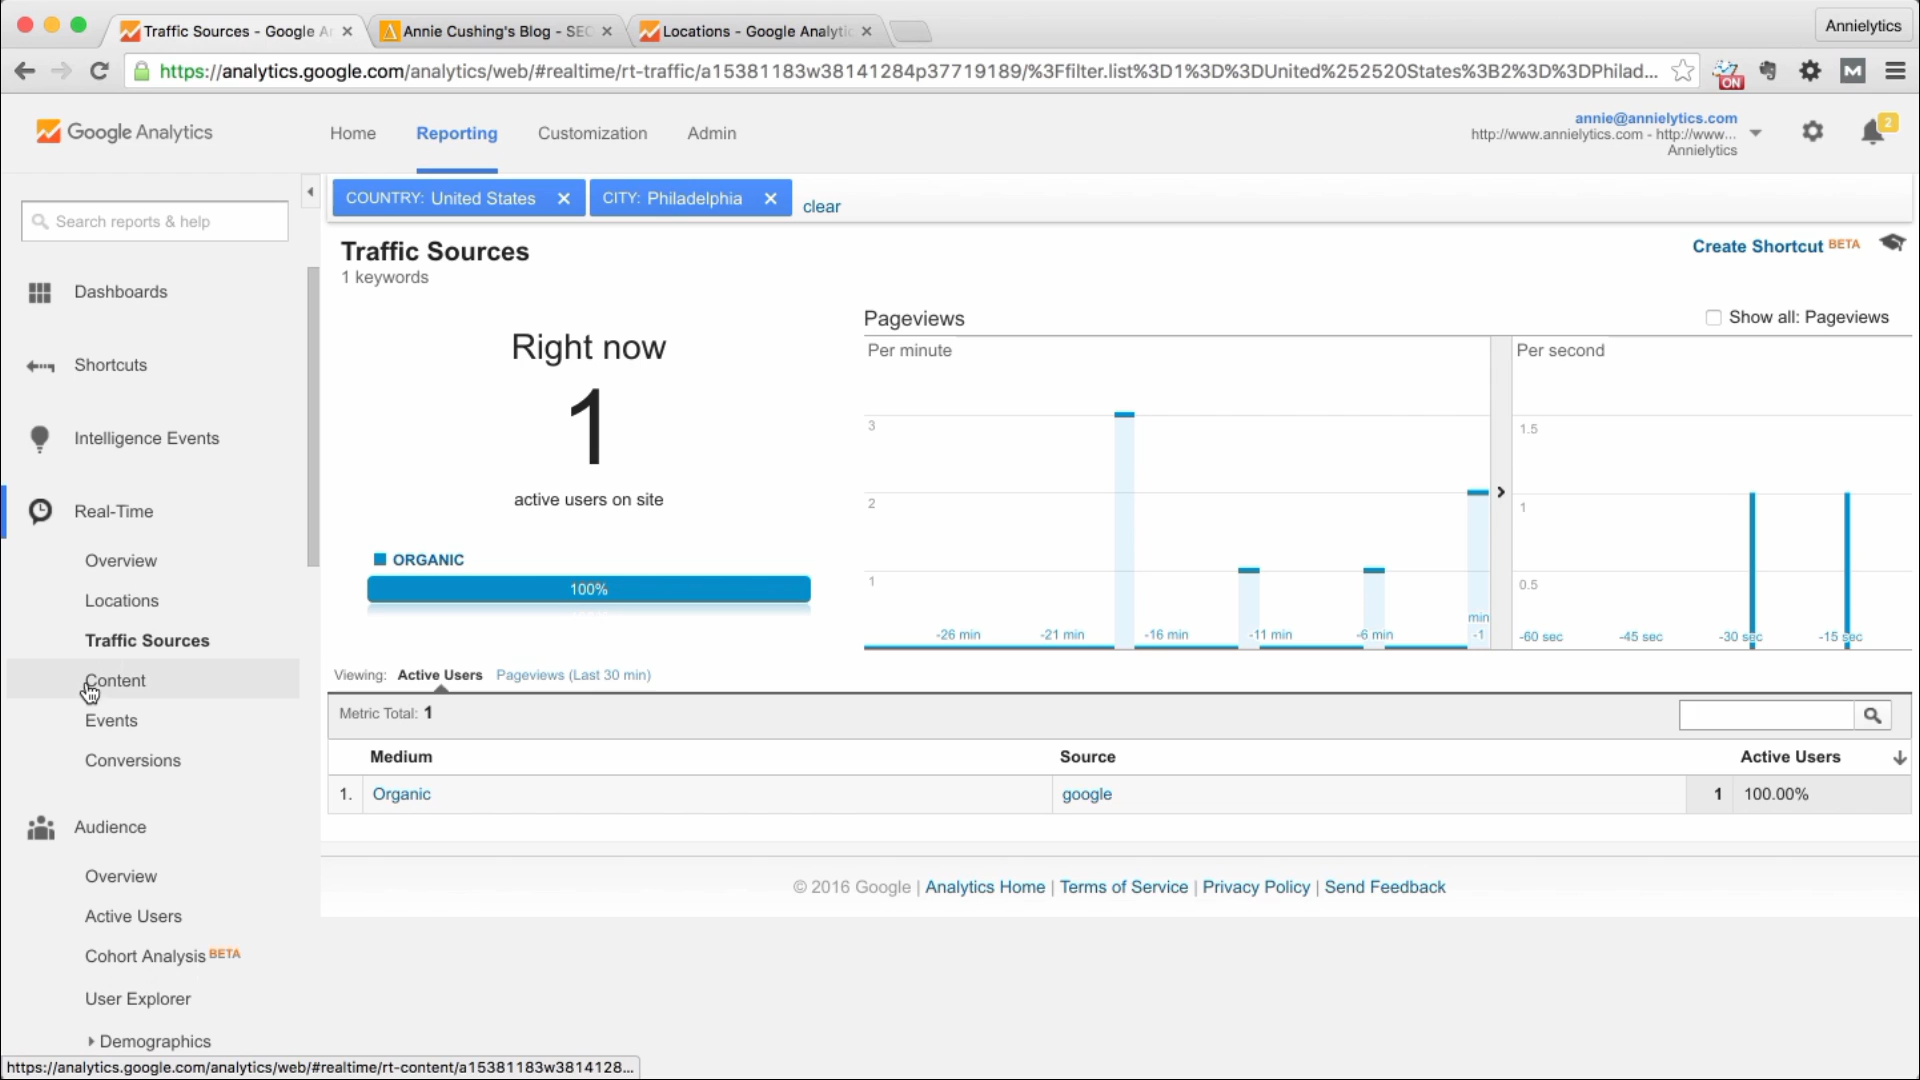 Traffic Sources - Google A
Annie Cushing's Blog - SEO
Locations - Google Analytic
Annielytics
https://analytics.google.com/analytics/web/#realtime/rt-traffic/a15381183w38141284p37719189/%3Ffilter.list%3D1%3D%3DUnited%252520States%3B2%3D%3DPhilad...
ON
M
Google Analytics
Home
Reporting
Customization
Admin
annie@annielytics.com
http://www.annielytics.com - http://www...
Annielytics
2
Search reports & help
Dashboards
Shortcuts
Intelligence Events
Real-Time
Overview
Locations
Traffic Sources
Content
Events
Conversions
Audience
Overview
Active Users
Cohort Analysis BETA
User Explorer
Demographics
COUNTRY: United States
CITY: Philadelphia
clear
Traffic Sources
1 keywords
Create Shortcut BETA
Right now
1
active users on site
ORGANIC
100%
Pageviews
Show all: Pageviews
Per minute
3
2
1
-26 min
-21 min
-16 min
-11 min
-6 min
min
-1
Per second
1.5
1
0.5
-60 sec
-45 sec
-30 sec
-15 sec
Viewing: Active Users Pageviews (Last 30 min)
Metric Total: 1
Medium Source Active Users
1. Organic google 1 100.00%
© 2016 Google | Analytics Home | Terms of Service | Privacy Policy | Send Feedback
https://analytics.google.com/analytics/web/#realtime/rt-content/a15381183w3814128...